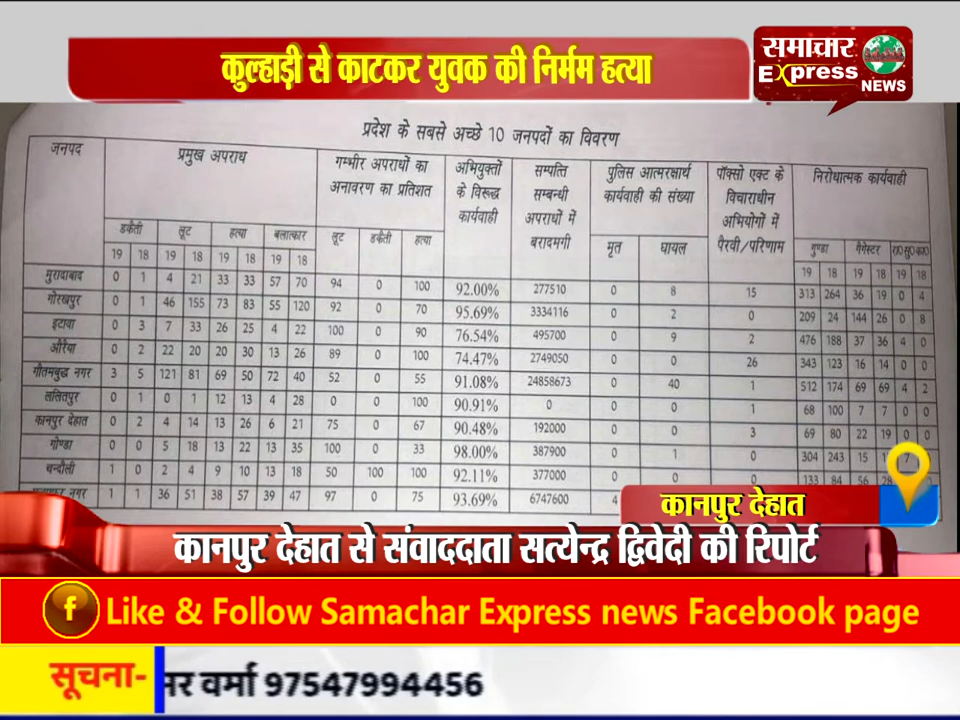 कुल्हाड़ी से काटकर युवक की निर्मम हत्या
समाचार
Express
NEWS
प्रदेश के सबसे अच्छे 10 जनपदों का विवरण
जनपद प्रमुख अपराध गम्भीर अपराधों का अनावरण का प्रतिशत अभियुक्तों के विरूद्ध कार्यवाही सम्पत्ति सम्बन्धी अपराधों में बरादमगी पुलिस आत्मरक्षार्थ कार्यवाही की संख्या पॉक्सो एक्ट के विचाराधीन अभियोगों में पैरवी/परिणाम निरोधात्मक कार्यवाही
डकैती लूट हत्या बलात्कार लूट डकैती हत्या मृत घायल गुण्डा गैगेस्टर रा0सु0का0
19 18 19 18 19 18 19 18 19 18 19 18 19 18
मुरादाबाद 0 1 4 21 33 33 57 70 94 0 100 92.00% 277510 0 8 15 313 264 36 19 0 4
गोरखपुर 0 1 46 155 73 83 55 120 92 0 70 95.69% 3334116 0 2 0 209 24 144 26 0 8
इटावा 0 3 7 33 26 25 4 22 100 0 90 76.54% 495700 0 9 2 476 188 37 36 4 0
औरैया 0 2 22 20 20 30 13 26 89 0 100 74.47% 2749050 0 0 26 343 123 16 14 0 0
गौतमबुद्ध नगर 3 5 121 81 69 50 72 40 52 0 55 91.08% 24858673 0 40 1 512 174 69 69 4 2
ललितपुर 0 1 0 1 12 13 4 28 0 0 100 90.91% 0 0 0 1 68 100 7 7 0 0
कानपुर देहात 0 2 4 14 13 26 6 21 75 0 67 90.48% 192000 0 0 3 69 80 22 19 0 0
गोण्डा 0 0 5 18 13 22 13 35 100 0 33 98.00% 387900 0 1 0 304 243 15 7
चन्दौली 1 0 2 4 9 10 13 18 50 100 100 92.11% 377000 0 0 0 133 84 56 28
नगर 1 1 36 51 38 57 39 47 97 0 75 93.69% 6747600 4
कानपुर देहात
कानपुर देहात से संवाददाता सत्येन्द्र द्विवेदी की रिपोर्ट
f Like & Follow Samachar Express news Facebook page
सूचना- वर्मा 97547994456